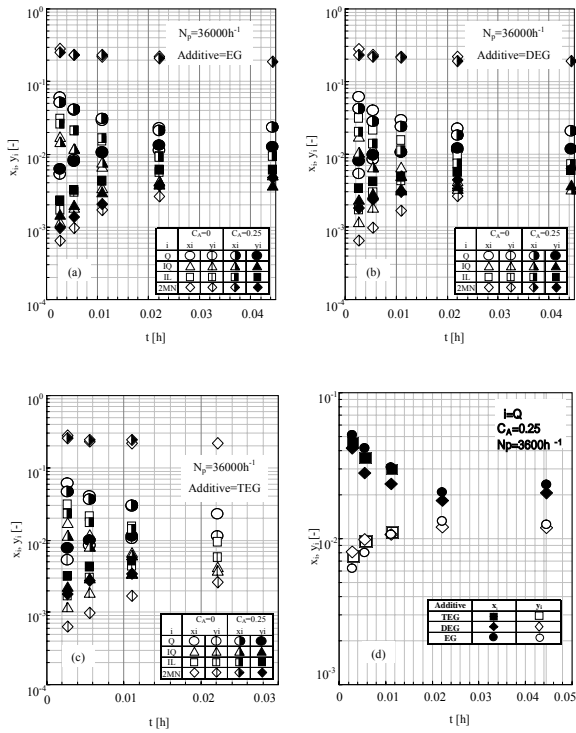 N_p=36000h^-1 N_p=36000h^-1
Additive=EG Additive=DEG
10^0 10^0
10^-1 10^-1
10^-2 10^-2
10^-3 10^-3
10^-4 10^-4
x_i, y_i [-] x_i, y_i [-]
(a) (b)
C_A=0 C_A=0.25 C_A=0 C_A=0.25
i xi yi xi yi i xi yi xi yi
Q Q
IQ IQ
IL IL
2MN 2MN
0 0.01 0.02 0.03 0.04 0 0.01 0.02 0.03 0.04
t [h] t [h]
N_p=36000h^-1
Additive=TEG
10^0
10^-1
10^-2
10^-3
10^-4
x_i, y_i [-]
(c)
C_A=0 C_A=0.25
i xi yi xi yi
Q
IQ
IL
2MN
0 0.01 0.02 0.03
t [h]
i=Q
C_A=0.25
Np=3600h^-1
10^-1
10^-2
10^-3
x_i, y_i [-]
(d)
Additive x_i y_i
TEG
DEG
EG
0 0.01 0.02 0.03 0.04 0.05
t [h]